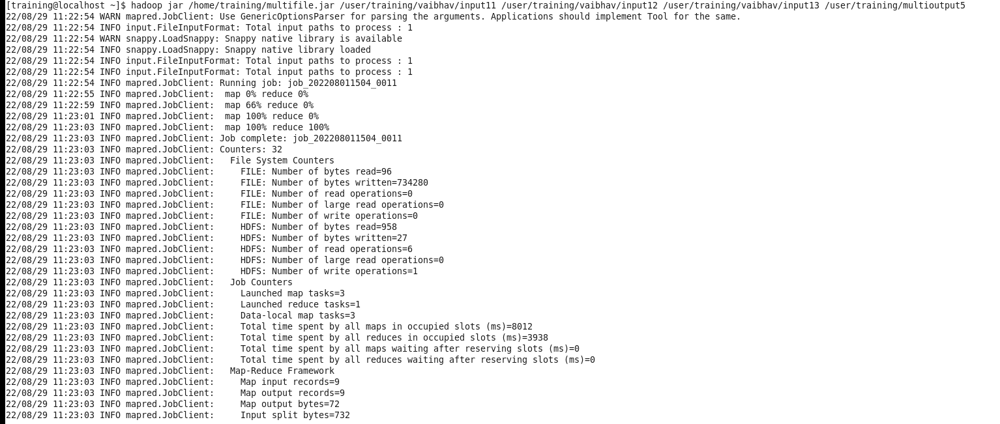 [training@localhost ~]$ hadoop jar /home/training/multifile.jar /user/training/vaibhav/input11 /user/training/vaibhav/input12 /user/training/vaibhav/input13 /user/training/multioutput5
22/08/29 11:22:54 WARN mapred.JobClient: Use GenericOptionsParser for parsing the arguments. Applications should implement Tool for the same.
22/08/29 11:22:54 INFO input.FileInputFormat: Total input paths to process : 1
22/08/29 11:22:54 WARN snappy.LoadSnappy: Snappy native library is available
22/08/29 11:22:54 INFO snappy.LoadSnappy: Snappy native library loaded
22/08/29 11:22:54 INFO input.FileInputFormat: Total input paths to process : 1
22/08/29 11:22:54 INFO input.FileInputFormat: Total input paths to process : 1
22/08/29 11:22:54 INFO mapred.JobClient: Running job: job_202208011504_0011
22/08/29 11:22:55 INFO mapred.JobClient:  map 0% reduce 0%
22/08/29 11:22:59 INFO mapred.JobClient:  map 66% reduce 0%
22/08/29 11:23:01 INFO mapred.JobClient:  map 100% reduce 0%
22/08/29 11:23:03 INFO mapred.JobClient:  map 100% reduce 100%
22/08/29 11:23:03 INFO mapred.JobClient: Job complete: job_202208011504_0011
22/08/29 11:23:03 INFO mapred.JobClient: Counters: 32
22/08/29 11:23:03 INFO mapred.JobClient:   File System Counters
22/08/29 11:23:03 INFO mapred.JobClient:     FILE: Number of bytes read=96
22/08/29 11:23:03 INFO mapred.JobClient:     FILE: Number of bytes written=734280
22/08/29 11:23:03 INFO mapred.JobClient:     FILE: Number of read operations=0
22/08/29 11:23:03 INFO mapred.JobClient:     FILE: Number of large read operations=0
22/08/29 11:23:03 INFO mapred.JobClient:     FILE: Number of write operations=0
22/08/29 11:23:03 INFO mapred.JobClient:     HDFS: Number of bytes read=958
22/08/29 11:23:03 INFO mapred.JobClient:     HDFS: Number of bytes written=27
22/08/29 11:23:03 INFO mapred.JobClient:     HDFS: Number of read operations=6
22/08/29 11:23:03 INFO mapred.JobClient:     HDFS: Number of large read operations=0
22/08/29 11:23:03 INFO mapred.JobClient:     HDFS: Number of write operations=1
22/08/29 11:23:03 INFO mapred.JobClient:   Job Counters
22/08/29 11:23:03 INFO mapred.JobClient:     Launched map tasks=3
22/08/29 11:23:03 INFO mapred.JobClient:     Launched reduce tasks=1
22/08/29 11:23:03 INFO mapred.JobClient:     Data-local map tasks=3
22/08/29 11:23:03 INFO mapred.JobClient:     Total time spent by all maps in occupied slots (ms)=8012
22/08/29 11:23:03 INFO mapred.JobClient:     Total time spent by all reduces in occupied slots (ms)=3938
22/08/29 11:23:03 INFO mapred.JobClient:     Total time spent by all maps waiting after reserving slots (ms)=0
22/08/29 11:23:03 INFO mapred.JobClient:     Total time spent by all reduces waiting after reserving slots (ms)=0
22/08/29 11:23:03 INFO mapred.JobClient:   Map-Reduce Framework
22/08/29 11:23:03 INFO mapred.JobClient:     Map input records=9
22/08/29 11:23:03 INFO mapred.JobClient:     Map output records=9
22/08/29 11:23:03 INFO mapred.JobClient:     Map output bytes=72
22/08/29 11:23:03 INFO mapred.JobClient:     Input split bytes=732